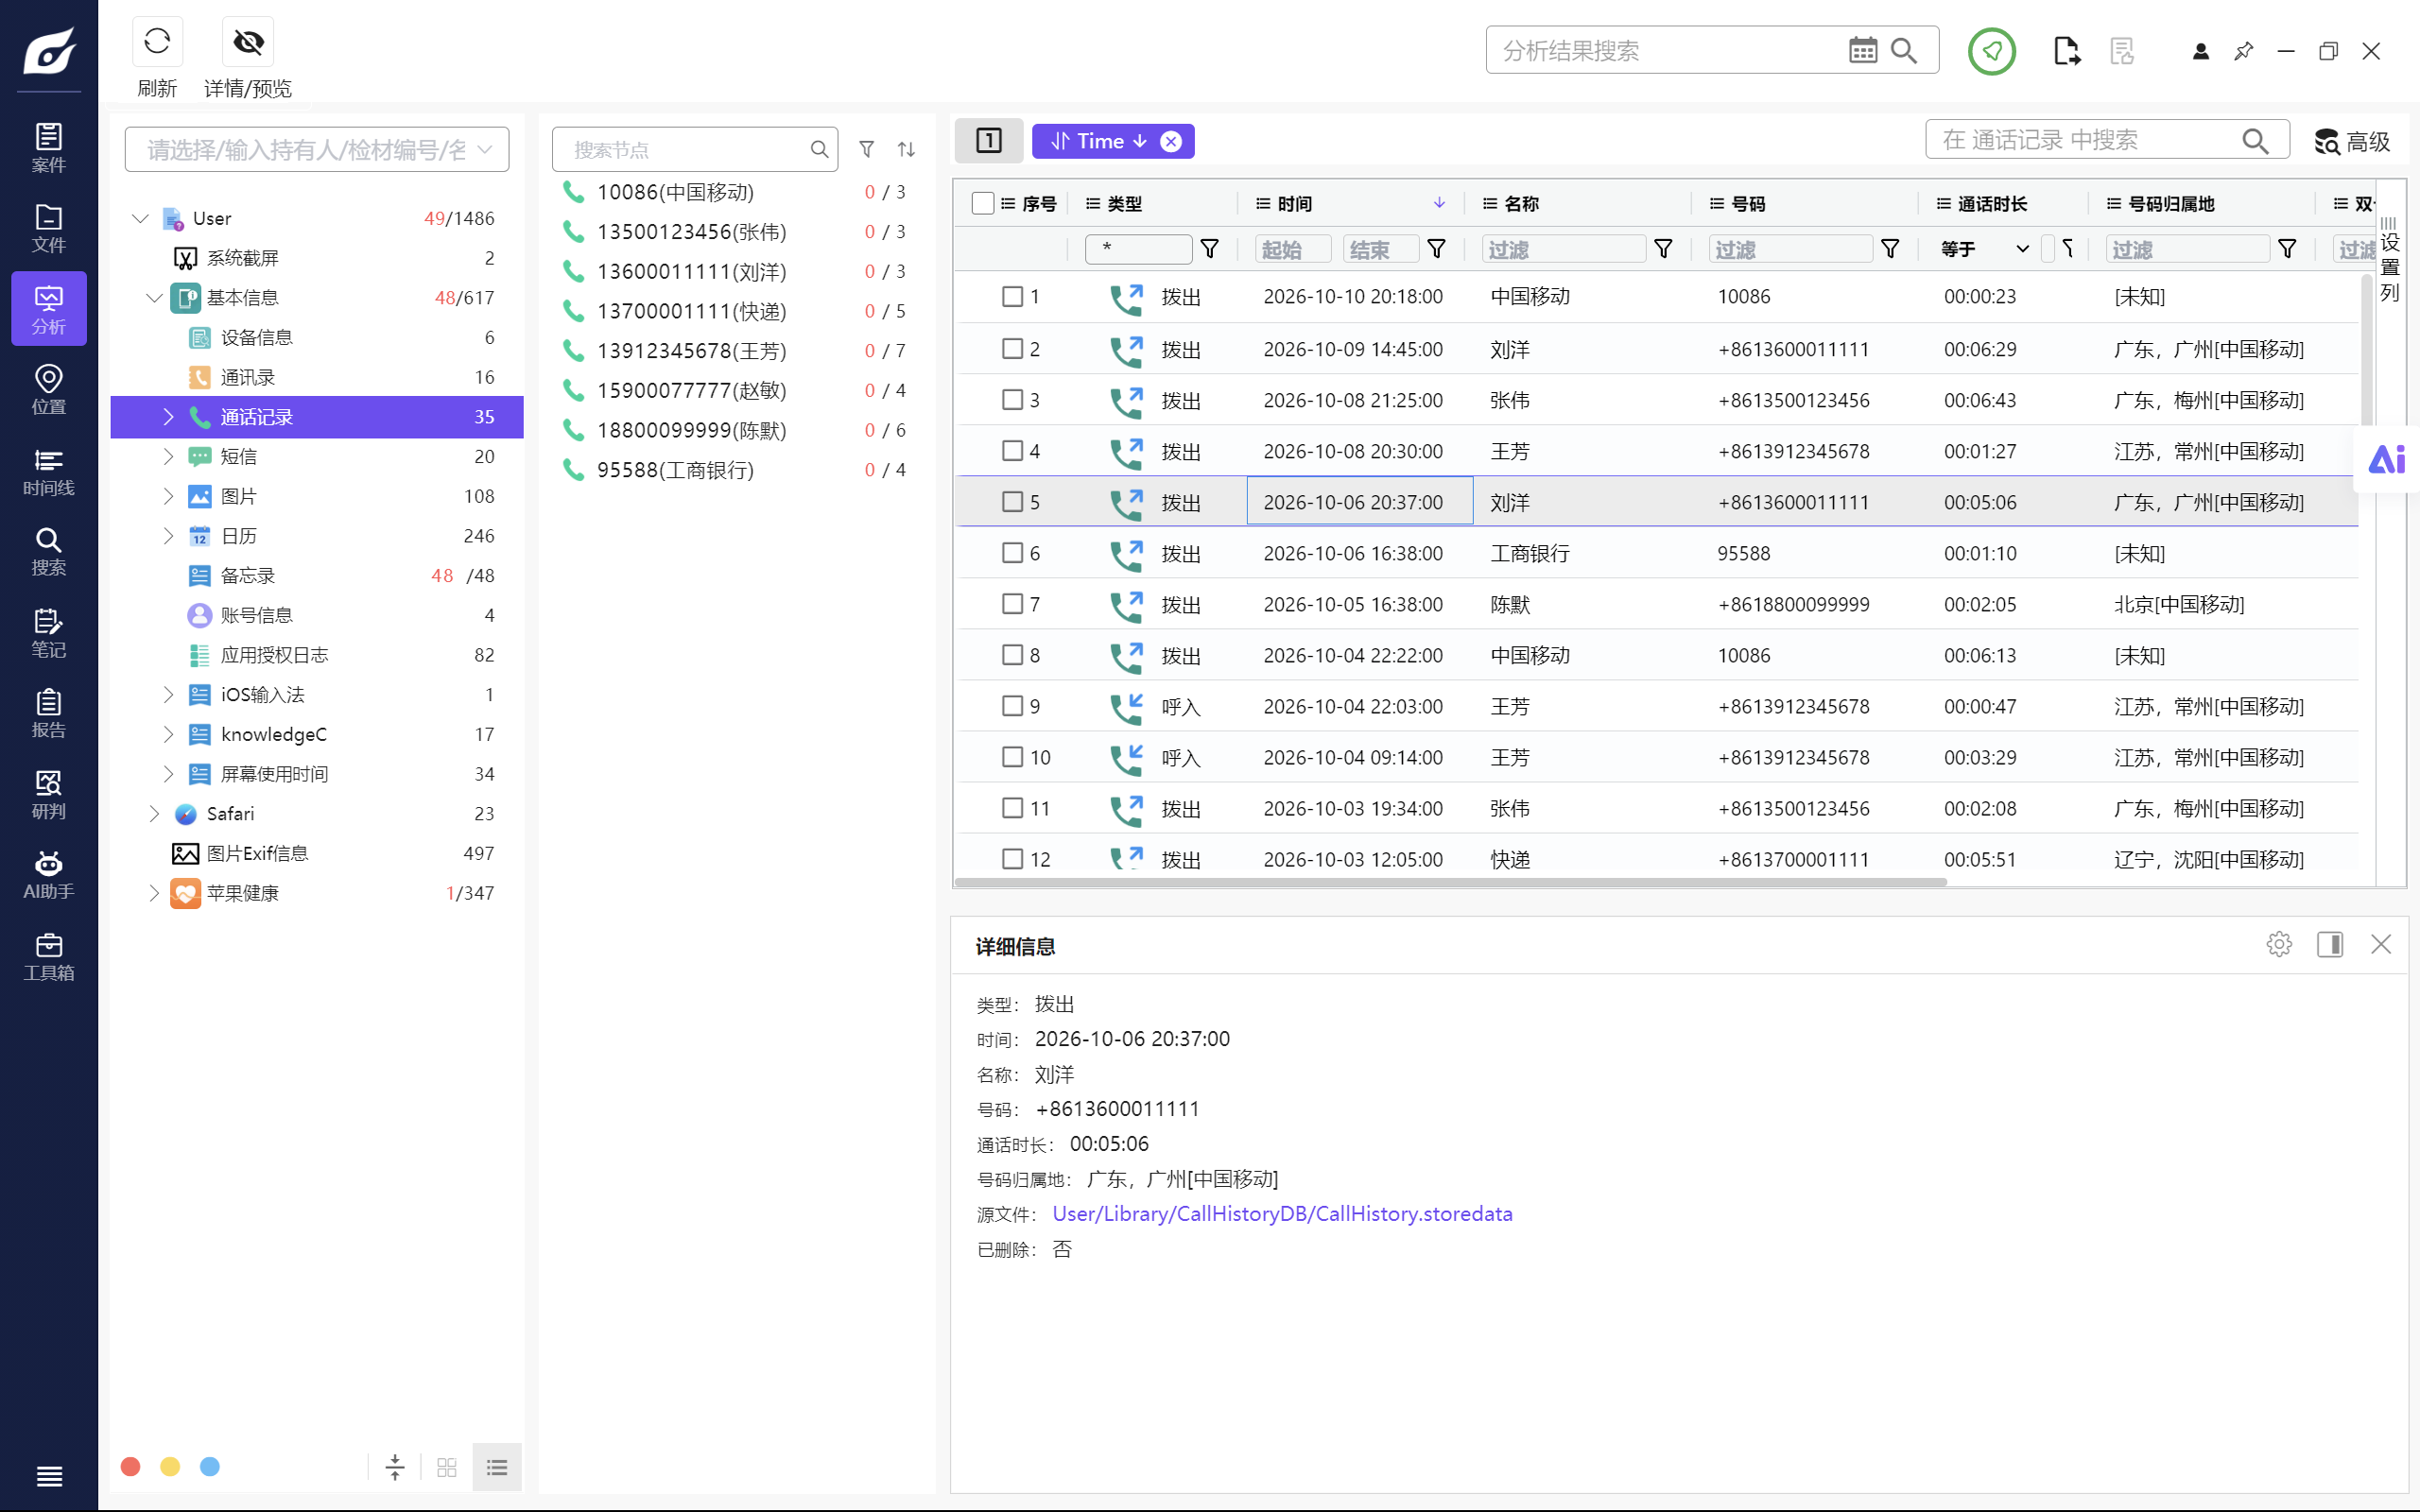 刷新
详情/预览
分析结果搜索
案件
文件
分析
位置
时间线
搜索
笔记
报告
研判
AI助手
工具箱
请选择/输入持有人/检材编号/名
User 49/1486
系统截屏 2
基本信息 48/617
设备信息 6
通讯录 16
通话记录 35
短信 20
图片 108
12 日历 246
备忘录 48 /48
账号信息 4
应用授权日志 82
iOS输入法 1
knowledgeC 17
屏幕使用时间 34
Safari 23
图片Exif信息 497
苹果健康 1/347
搜索节点
10086(中国移动) 0 / 3
13500123456(张伟) 0 / 3
13600011111(刘洋) 0 / 3
13700001111(快递) 0 / 5
13912345678(王芳) 0 / 7
15900077777(赵敏) 0 / 4
18800099999(陈默) 0 / 6
95588(工商银行) 0 / 4
1 Time
在 通话记录 中搜索
高级
序号 类型 时间 名称 号码 通话时长 号码归属地 双
* 起始 结束 过滤 过滤 等于 过滤 过滤
设置列
1 拨出 2026-10-10 20:18:00 中国移动 10086 00:00:23 [未知]
2 拨出 2026-10-09 14:45:00 刘洋 +8613600011111 00:06:29 广东，广州[中国移动]
3 拨出 2026-10-08 21:25:00 张伟 +8613500123456 00:06:43 广东，梅州[中国移动]
4 拨出 2026-10-08 20:30:00 王芳 +8613912345678 00:01:27 江苏，常州[中国移动]
5 拨出 2026-10-06 20:37:00 刘洋 +8613600011111 00:05:06 广东，广州[中国移动]
6 拨出 2026-10-06 16:38:00 工商银行 95588 00:01:10 [未知]
7 拨出 2026-10-05 16:38:00 陈默 +8618800099999 00:02:05 北京[中国移动]
8 拨出 2026-10-04 22:22:00 中国移动 10086 00:06:13 [未知]
9 呼入 2026-10-04 22:03:00 王芳 +8613912345678 00:00:47 江苏，常州[中国移动]
10 呼入 2026-10-04 09:14:00 王芳 +8613912345678 00:03:29 江苏，常州[中国移动]
11 拨出 2026-10-03 19:34:00 张伟 +8613500123456 00:02:08 广东，梅州[中国移动]
12 拨出 2026-10-03 12:05:00 快递 +8613700001111 00:05:51 辽宁，沈阳[中国移动]
Ai
详细信息
类型： 拨出
时间： 2026-10-06 20:37:00
名称： 刘洋
号码： +8613600011111
通话时长： 00:05:06
号码归属地： 广东，广州[中国移动]
源文件： User/Library/CallHistoryDB/CallHistory.storedata
已删除： 否